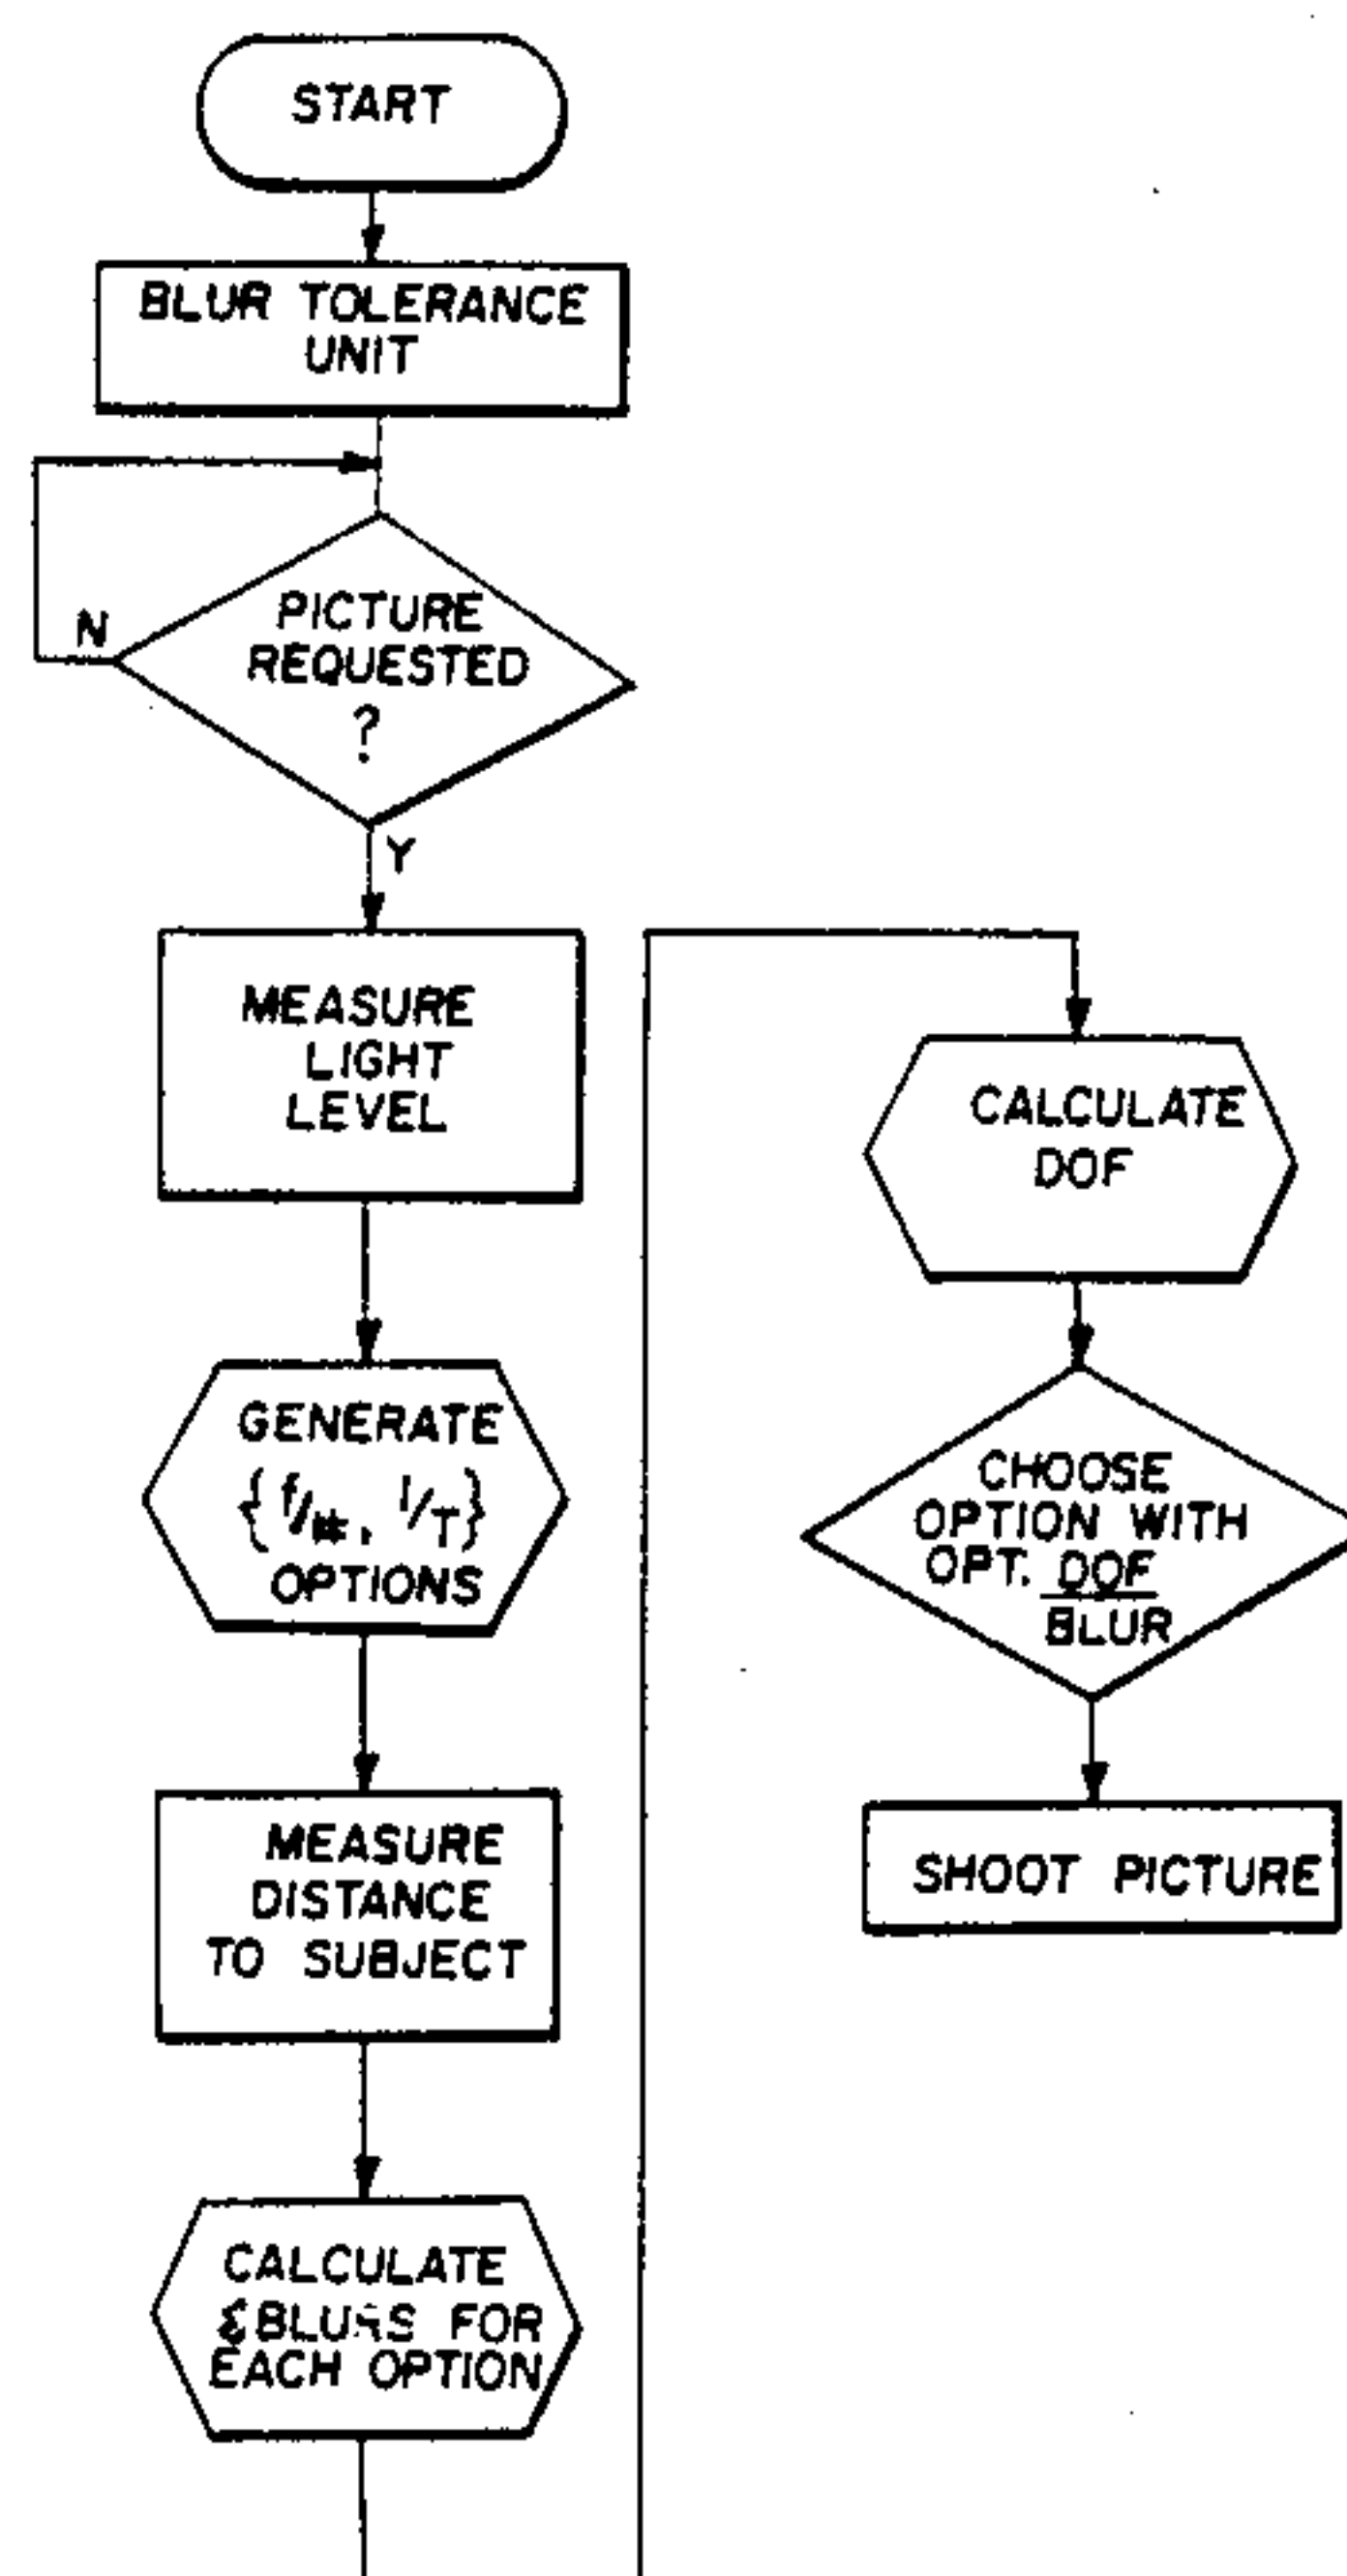 START
BLUR TOLERANCE
UNIT
N
PICTURE
REQUESTED
?
Y
MEASURE
LIGHT
LEVEL
GENERATE
{f/#, 1/T}
OPTIONS
MEASURE
DISTANCE
TO SUBJECT
CALCULATE
ΣBLURS FOR
EACH OPTION
CALCULATE
DOF
CHOOSE
OPTION WITH
OPT. DOF
BLUR
SHOOT PICTURE